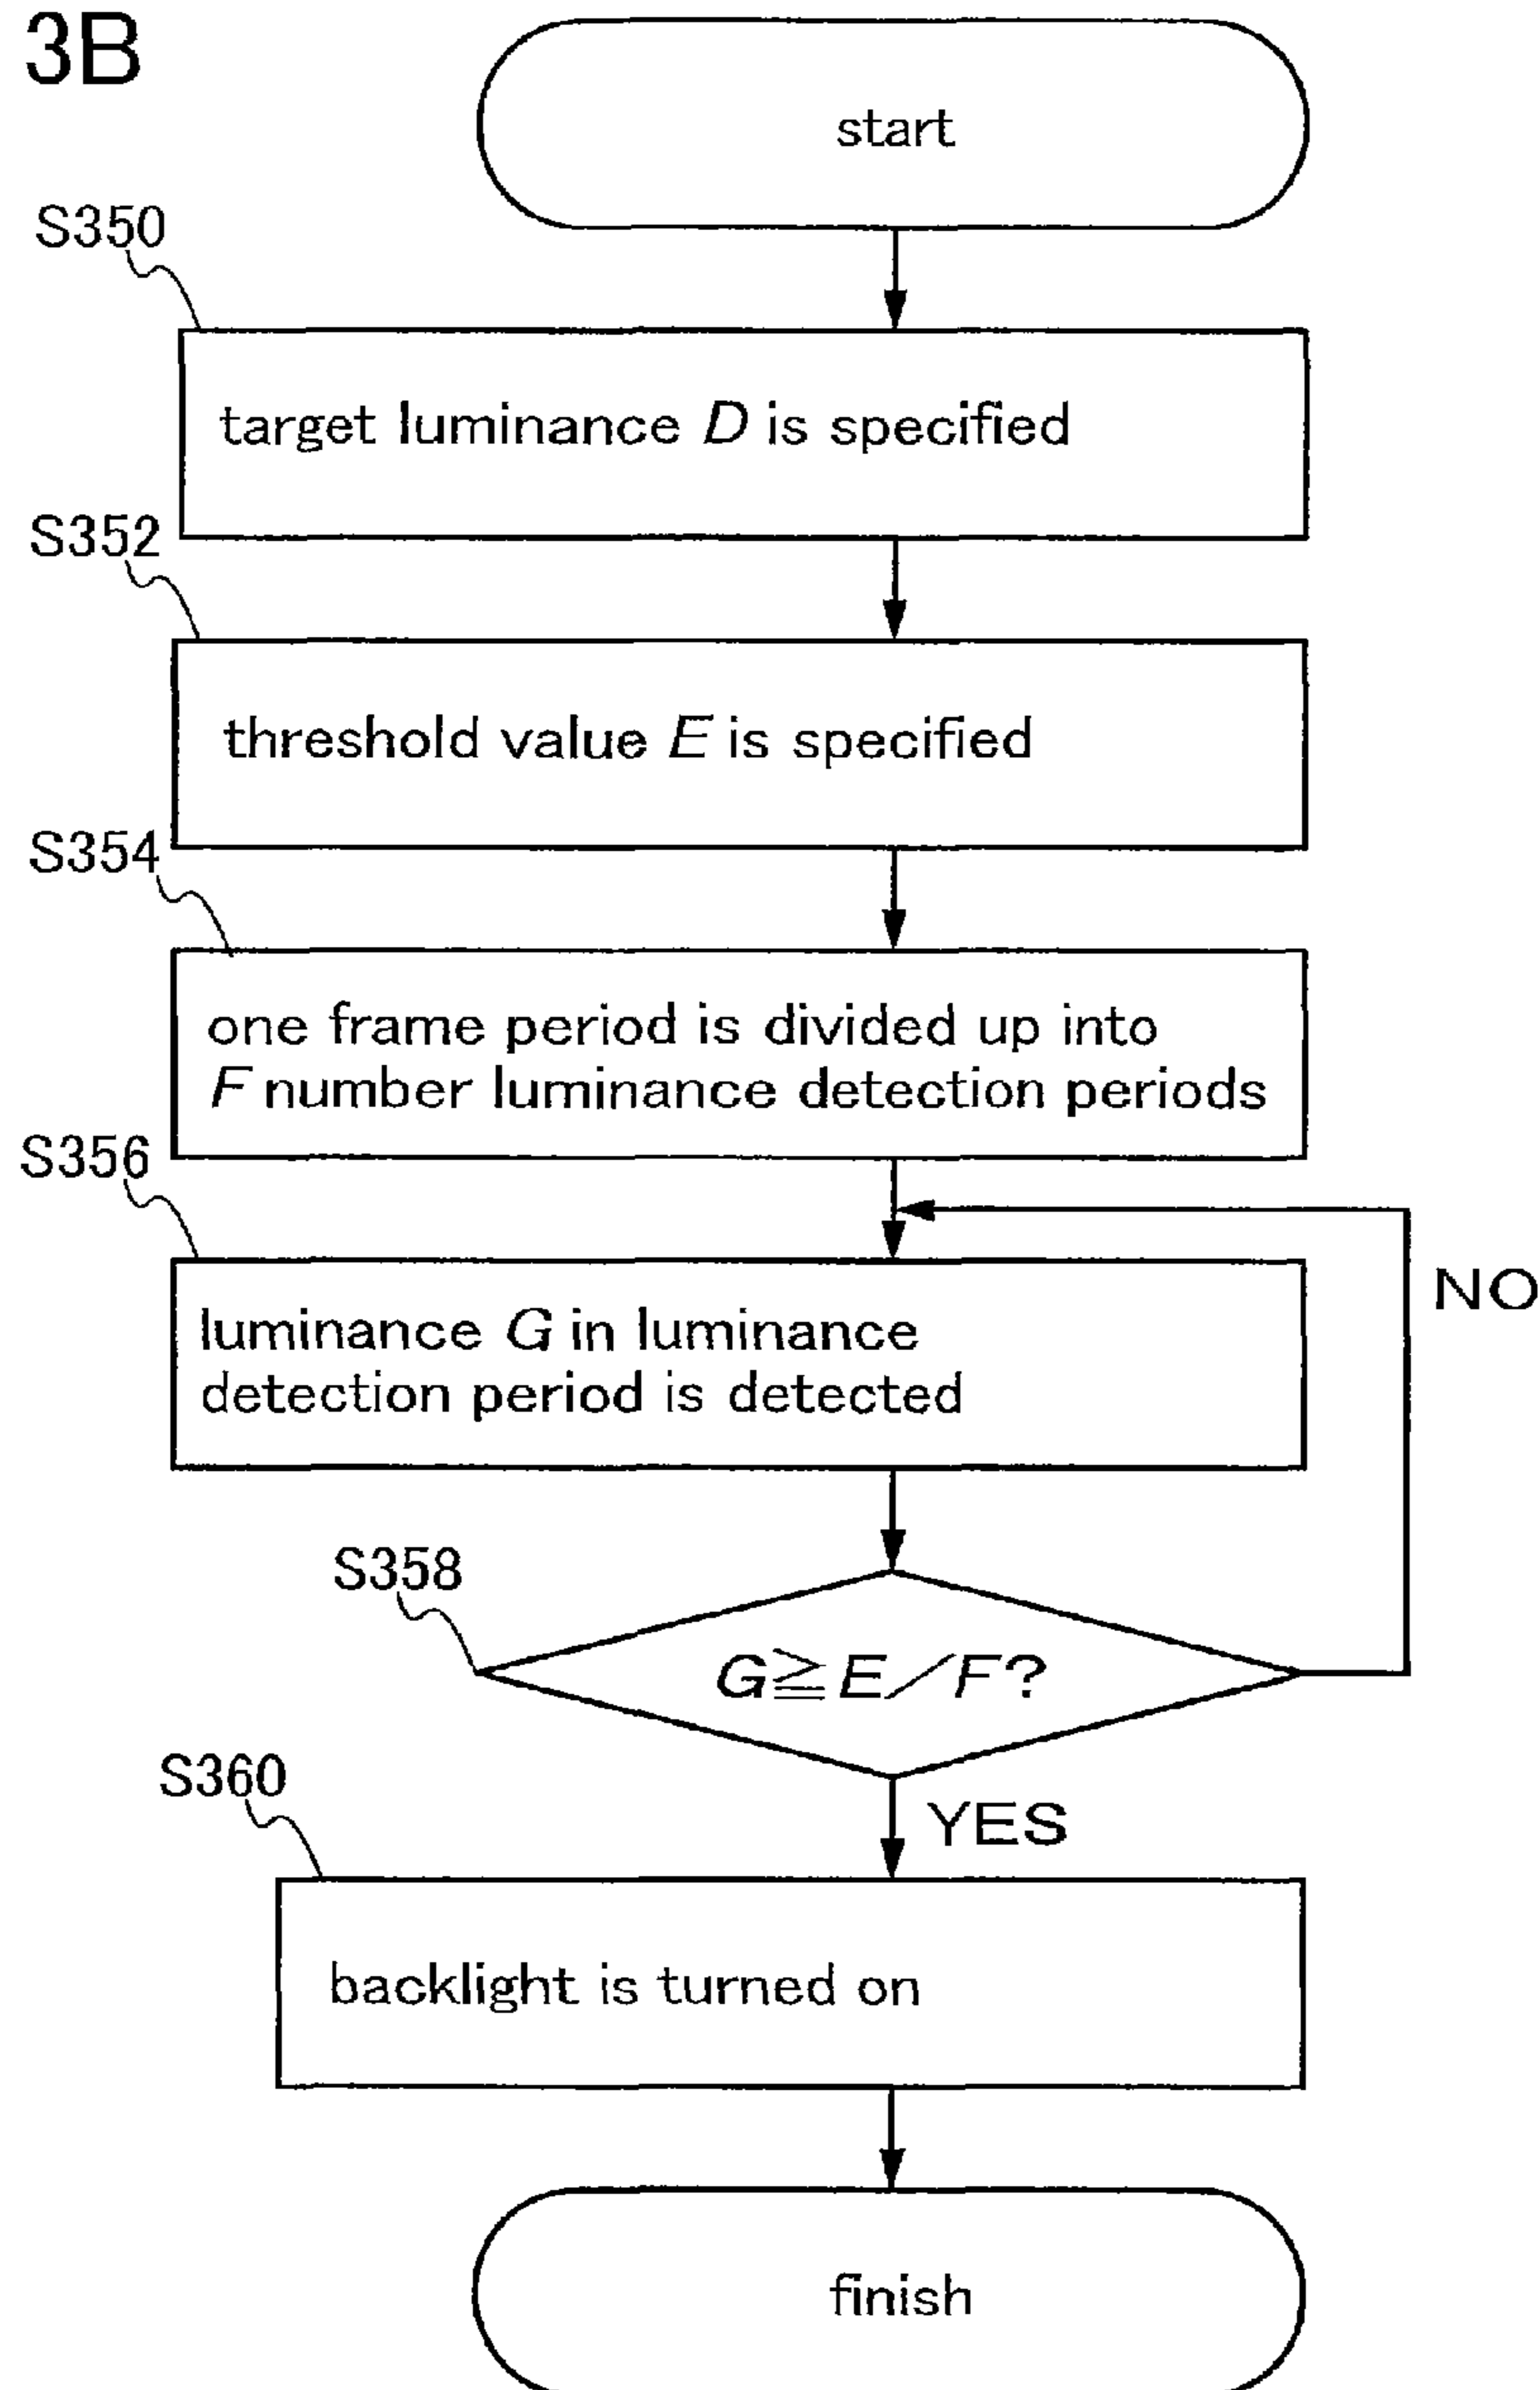 3B
start
S350
target luminance D is specified
S352
threshold value E is specified
S354
one frame period is divided up into
F number luminance detection periods
S356
NO
luminance G in luminance
detection period is detected
S358
G≧E/F?
S360
YES
backlight is turned on
finish